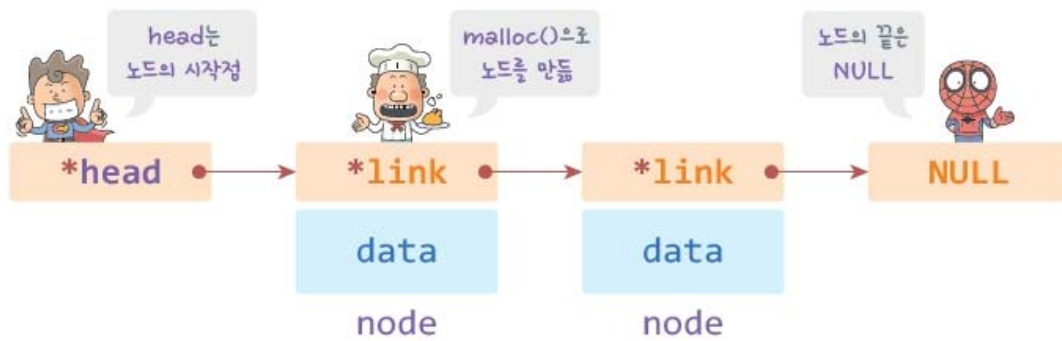 head는
노드의 시작점
malloc()으로
노드를 만듦
노드의 끝은
NULL
*head
*link
*link
NULL
data
data
node
node